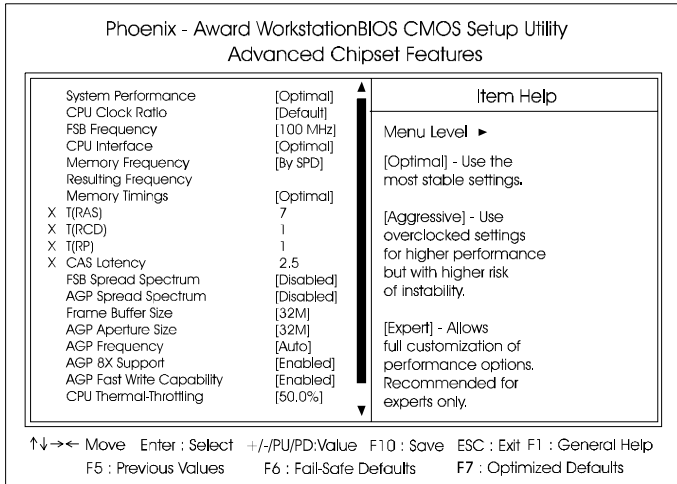 Phoenix - Award WorkstationBIOS CMOS Setup Utility
Advanced Chipset Features
System Performance [Optimal]
CPU Clock Ratio [Default]
FSB Frequency [100 MHz]
CPU Interface [Optimal]
Memory Frequency [By SPD]
Resulting Frequency
Memory Timings [Optimal]
X T(RAS) 7
X T(RCD) 1
X T(RP) 1
X CAS Latency 2.5
FSB Spread Spectrum [Disabled]
AGP Spread Spectrum [Disabled]
Frame Buffer Size [32M]
AGP Aperture Size [32M]
AGP Frequency [Auto]
AGP 8X Support [Enabled]
AGP Fast Write Capability [Enabled]
CPU Thermal-Throttling [50.0%]
Item Help
Menu Level ►
[Optimal] - Use the
most stable settings.
[Aggressive] - Use
overclocked settings
for higher performance
but with higher risk
of instability.
[Expert] - Allows
full customization of
performance options.
Recommended for
experts only.
↑↓→← Move Enter : Select +/-/PU/PD:Value F10 : Save ESC : Exit F1 : General Help
F5 : Previous Values F6 : Fail-Safe Defaults F7 : Optimized Defaults